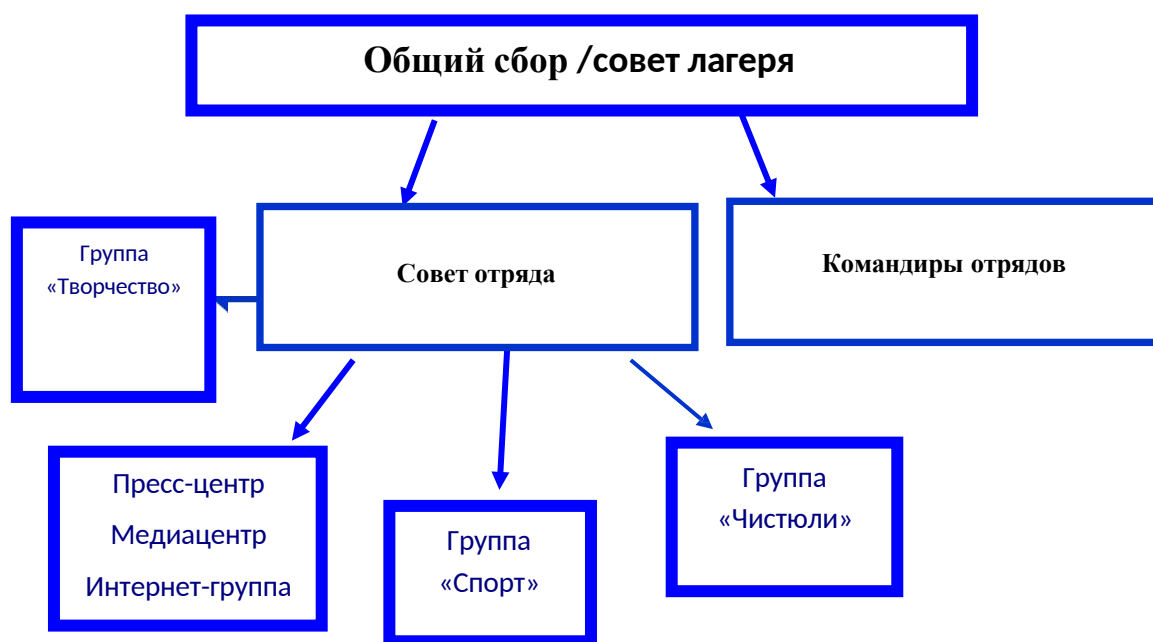 Общий сбор /совет лагеря
Группа
«Творчество»
Совет отряда
Командиры отрядов
Пресс-центр
Медиацентр
Интернет-группа
Группа
«Спорт»
Группа
«Чистюли»